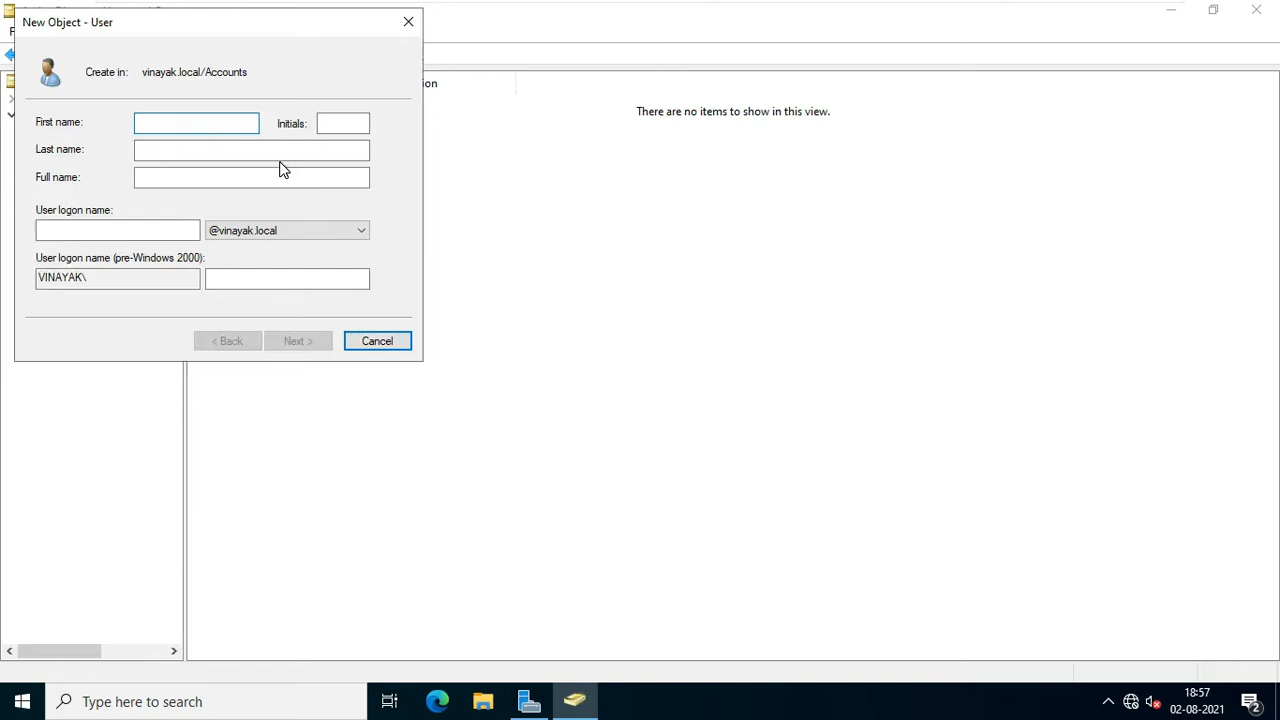 New Object - User
ion
Create in: vinayak.local/Accounts
There are no items to show in this view.
First name:
Initials:
Last name:
Full name:
User logon name:
@vinayak.local
User logon name (pre-Windows 2000):
VINAYAK\
< Back
Next >
Cancel
Type here to search
18:57
02-08-2021
2